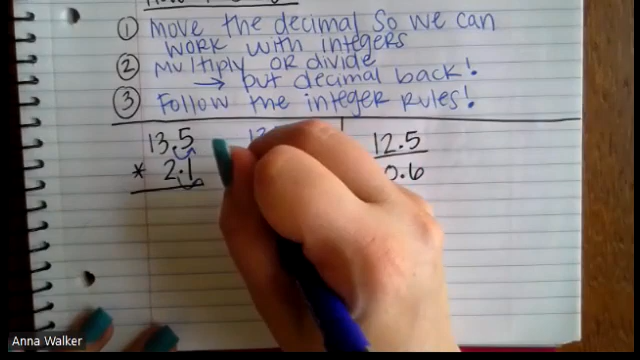 ① Move the decimal so we can
work with integers
② Multiply or divide
→ put decimal back!
③ Follow the integer rules!
13.5 12.5
* 2.1 0.6
Anna Walker